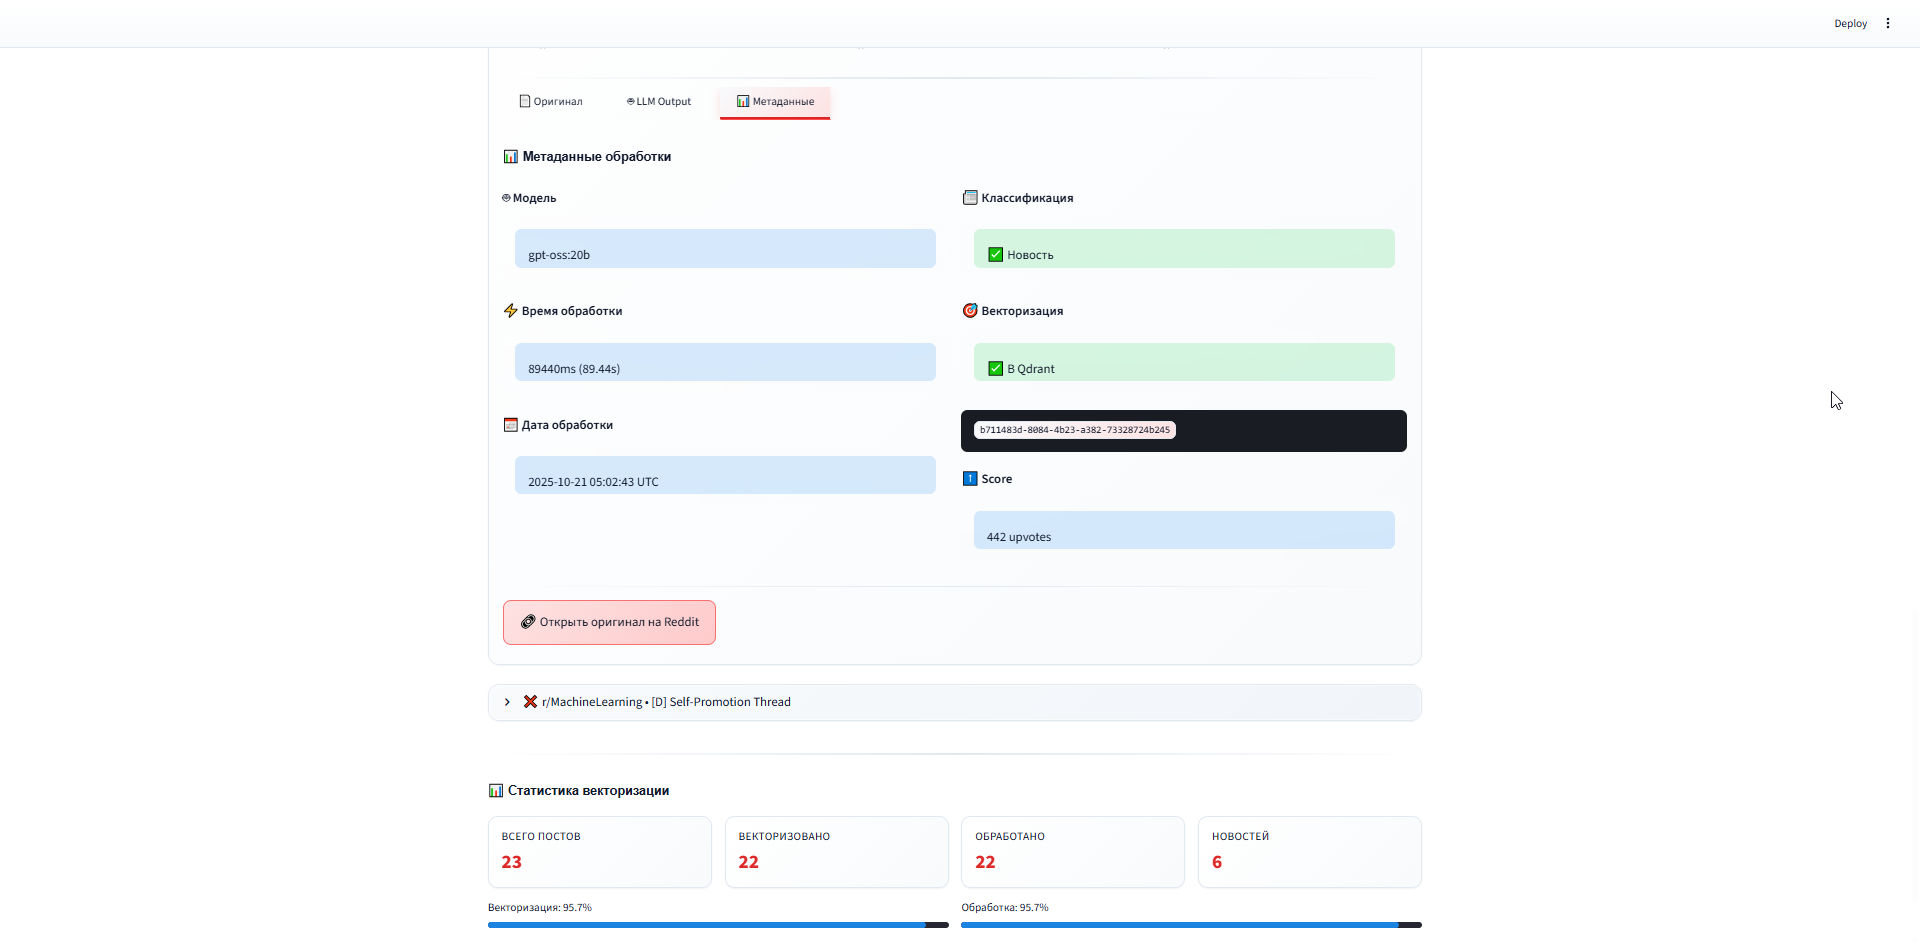 Deploy
Оригинал
LLM Output
Метаданные
Метаданные обработки
Модель
gpt-oss:20b
Время обработки
89440ms (89.44s)
Дата обработки
2025-10-21 05:02:43 UTC
Классификация
Новость
Векторизация
В Qdrant
b711483d-8084-4b23-a382-73328724b245
Score
442 upvotes
Открыть оригинал на Reddit
r/MachineLearning • [D] Self-Promotion Thread
Статистика векторизации
ВСЕГО ПОСТОВ
23
ВЕКТОРИЗОВАНО
22
ОБРАБОТАНО
22
НОВОСТЕЙ
6
Векторизация: 95.7%
Обработка: 95.7%